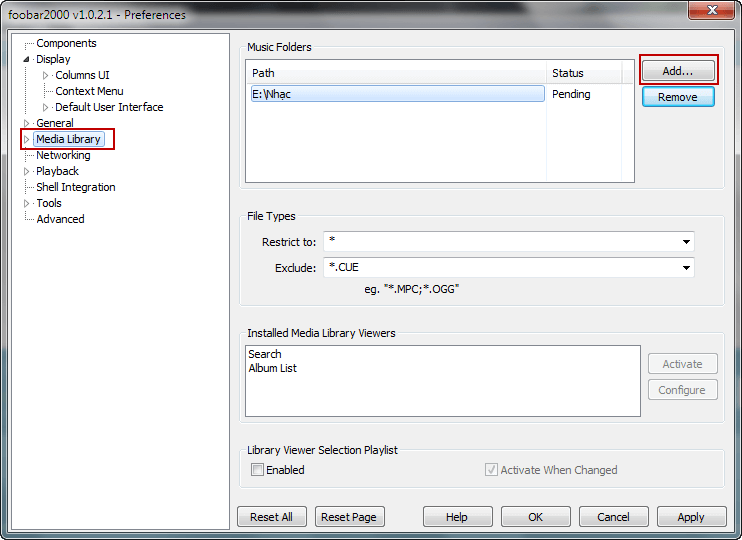 foobar2000 v1.0.2.1 - Preferences
Components
Display
Columns UI
Context Menu
Default User Interface
General
Media Library
Networking
Playback
Shell Integration
Tools
Advanced
Music Folders
Path Status
E:\Nhạc Pending
Add...
Remove
File Types
Restrict to: *
Exclude: *.CUE
eg. "*.MPC;*.OGG"
Installed Media Library Viewers
Search
Album List
Activate
Configure
Library Viewer Selection Playlist
Enabled Activate When Changed
Reset All Reset Page Help OK Cancel Apply